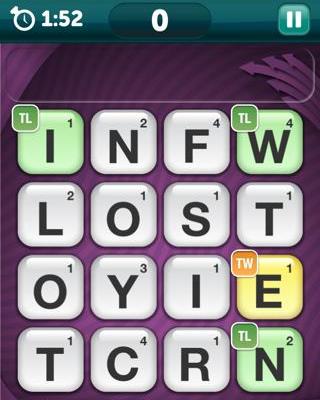 1:52 0
TL TL
I 1 N 2 F 4 W 4
L 2 O 1 S 1 T 1
TW
O 1 Y 3 I 1 E 1
TL
T 1 C 4 R 1 N 2